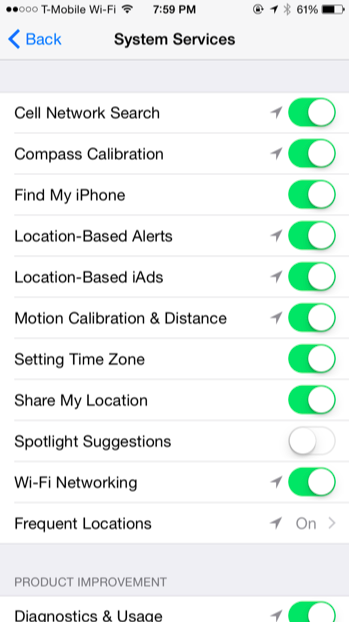 T-Mobile Wi-Fi 7:59 PM 61%
Back System Services
Cell Network Search
Compass Calibration
Find My iPhone
Location-Based Alerts
Location-Based iAds
Motion Calibration & Distance
Setting Time Zone
Share My Location
Spotlight Suggestions
Wi-Fi Networking
Frequent Locations On
PRODUCT IMPROVEMENT
Diagnostics & Usage